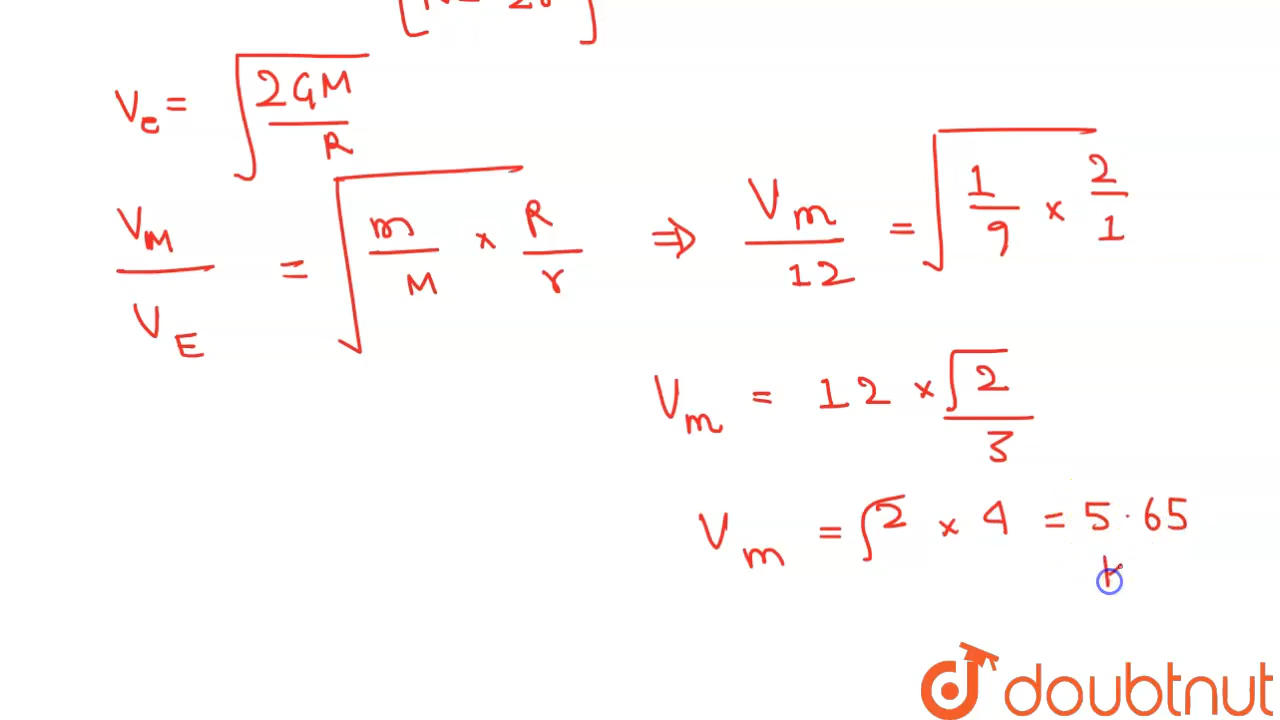 V_e = √(2GM/R)
V_M/V_E = √(m/M × R/r) ⇒ V_m/12 = √(1/9 × 2/1)
V_m = 12 × √2/3
V_m = √2 × 4 = 5.65
k
doubtnut